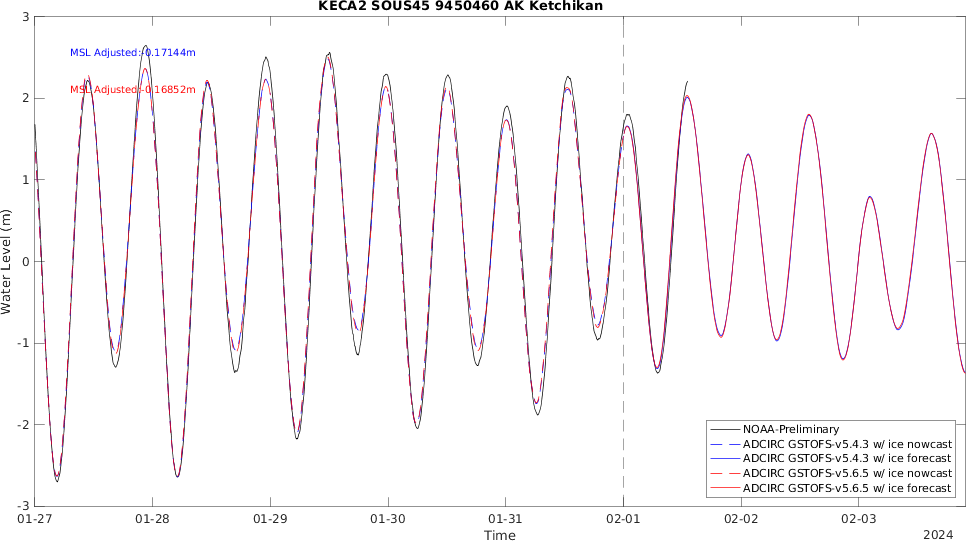 KECA2 SOUS45 9450460 AK Ketchikan
3
2
1
0
-1
-2
-3
Water Level (m)
MSL Adjusted:-0.17144m
MSL Adjusted:-0.16852m
NOAA-Preliminary
ADCIRC GSTOFS-v5.4.3 w/ ice nowcast
ADCIRC GSTOFS-v5.4.3 w/ ice forecast
ADCIRC GSTOFS-v5.6.5 w/ ice nowcast
ADCIRC GSTOFS-v5.6.5 w/ ice forecast
01-27 01-28 01-29 01-30 01-31 02-01 02-02 02-03
Time
2024